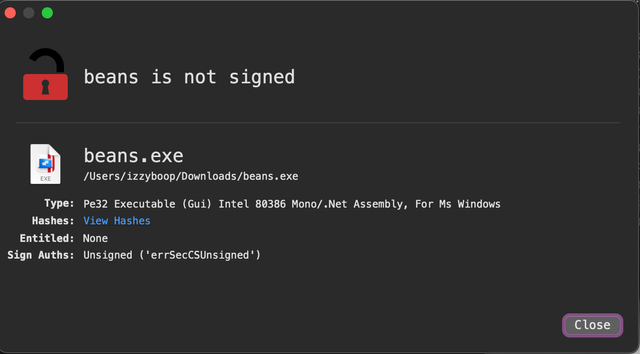 beans is not signed
beans.exe
/Users/izzyboop/Downloads/beans.exe
EXE
Type: Pe32 Executable (Gui) Intel 80386 Mono/.Net Assembly, For Ms Windows
Hashes: View Hashes
Entitled: None
Sign Auths: Unsigned ('errSecCSUnsigned')
Close